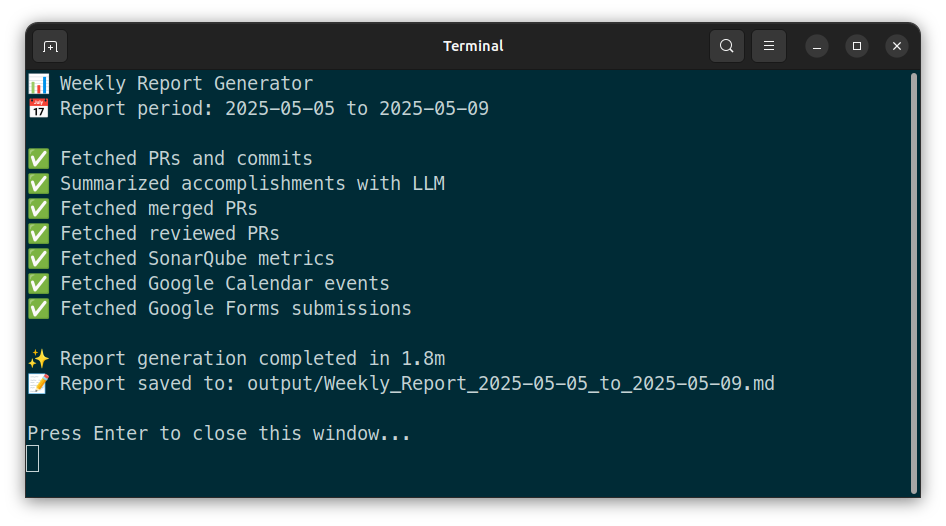 Terminal
📊 Weekly Report Generator
📅 Report period: 2025-05-05 to 2025-05-09
✅ Fetched PRs and commits
✅ Summarized accomplishments with LLM
✅ Fetched merged PRs
✅ Fetched reviewed PRs
✅ Fetched SonarQube metrics
✅ Fetched Google Calendar events
✅ Fetched Google Forms submissions
✨ Report generation completed in 1.8m
📝 Report saved to: output/Weekly_Report_2025-05-05_to_2025-05-09.md
Press Enter to close this window...